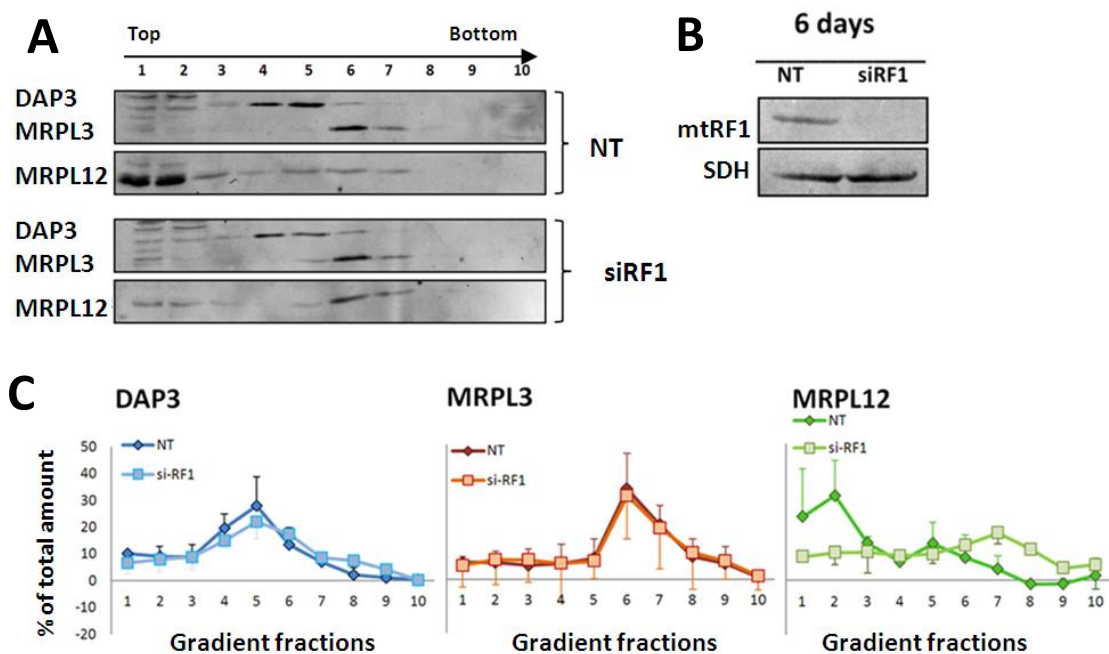 A
Top
Bottom
1 2 3 4 5 6 7 8 9 10
DAP3
MRPL3
NT
MRPL12
DAP3
MRPL3
siRF1
MRPL12
B
6 days
NT siRF1
mtRF1
SDH
C
DAP3
NT
si-RF1
% of total amount
50
40
30
20
10
0
-10
-20
1 2 3 4 5 6 7 8 9 10
Gradient fractions
MRPL3
NT
si-RF1
1 2 3 4 5 6 7 8 9 10
Gradient fractions
MRPL12
NT
si-RF1
1 2 3 4 5 6 7 8 9 10
Gradient fractions